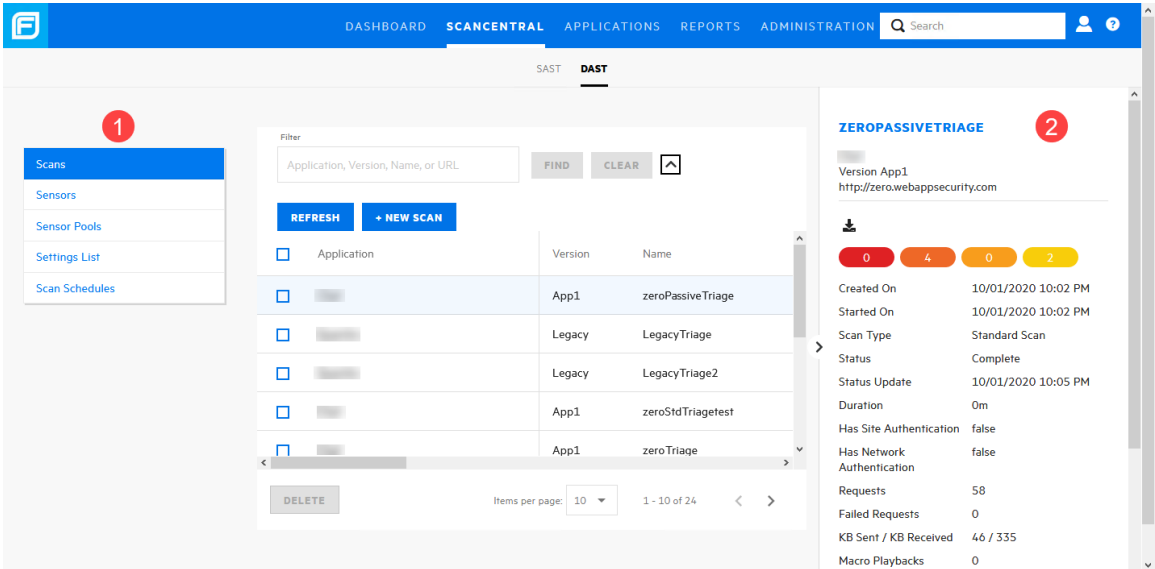 DASHBOARD SCANCENTRAL APPLICATIONS REPORTS ADMINISTRATION Search ?
SAST DAST
1
Scans
Sensors
Sensor Pools
Settings List
Scan Schedules
Filter
Application, Version, Name, or URL FIND CLEAR
REFRESH + NEW SCAN
Application Version Name
App1 zeroPassiveTriage
Legacy LegacyTriage
Legacy LegacyTriage2
App1 zeroStdTriagetest
App1 zeroTriage
DELETE Items per page: 10 1 - 10 of 24
ZEROPASSIVETRIAGE 2
Version App1
http://zero.webappsecurity.com
0 4 0 2
Created On 10/01/2020 10:02 PM
Started On 10/01/2020 10:02 PM
Scan Type Standard Scan
Status Complete
Status Update 10/01/2020 10:05 PM
Duration 0m
Has Site Authentication false
Has Network false
Authentication
Requests 58
Failed Requests 0
KB Sent / KB Received 46 / 335
Macro Playbacks 0